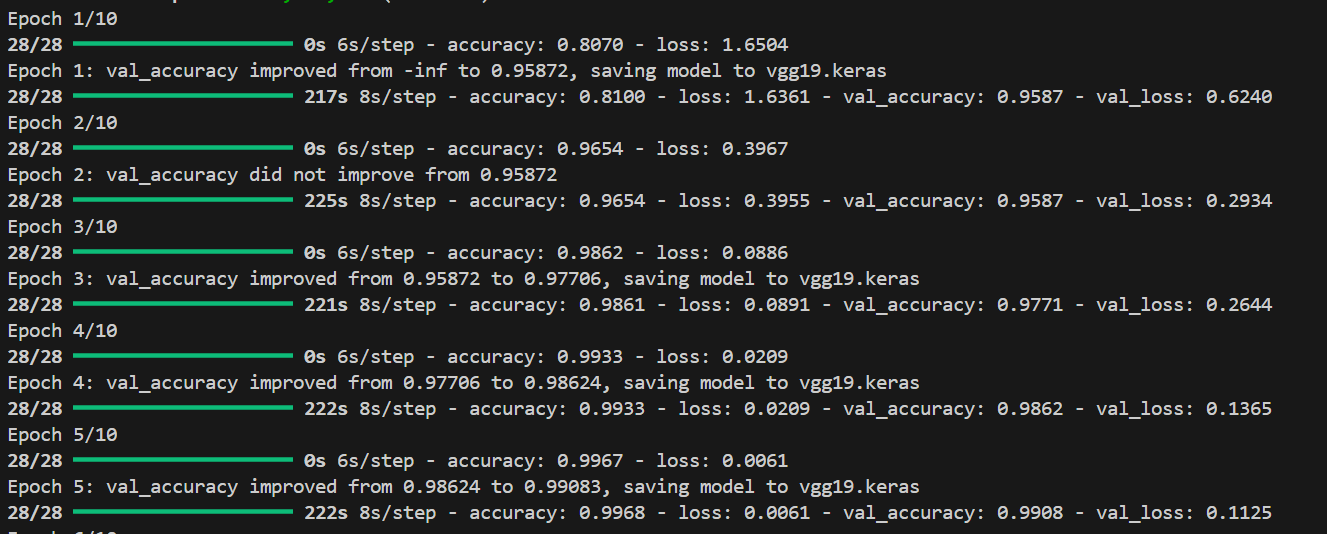 Epoch 1/10
28/28 ━━━━━━━━━━━━━━━━━━━━ 0s 6s/step - accuracy: 0.8070 - loss: 1.6504
Epoch 1: val_accuracy improved from -inf to 0.95872, saving model to vgg19.keras
28/28 ━━━━━━━━━━━━━━━━━━━━ 217s 8s/step - accuracy: 0.8100 - loss: 1.6361 - val_accuracy: 0.9587 - val_loss: 0.6240
Epoch 2/10
28/28 ━━━━━━━━━━━━━━━━━━━━ 0s 6s/step - accuracy: 0.9654 - loss: 0.3967
Epoch 2: val_accuracy did not improve from 0.95872
28/28 ━━━━━━━━━━━━━━━━━━━━ 225s 8s/step - accuracy: 0.9654 - loss: 0.3955 - val_accuracy: 0.9587 - val_loss: 0.2934
Epoch 3/10
28/28 ━━━━━━━━━━━━━━━━━━━━ 0s 6s/step - accuracy: 0.9862 - loss: 0.0886
Epoch 3: val_accuracy improved from 0.95872 to 0.97706, saving model to vgg19.keras
28/28 ━━━━━━━━━━━━━━━━━━━━ 221s 8s/step - accuracy: 0.9861 - loss: 0.0891 - val_accuracy: 0.9771 - val_loss: 0.2644
Epoch 4/10
28/28 ━━━━━━━━━━━━━━━━━━━━ 0s 6s/step - accuracy: 0.9933 - loss: 0.0209
Epoch 4: val_accuracy improved from 0.97706 to 0.98624, saving model to vgg19.keras
28/28 ━━━━━━━━━━━━━━━━━━━━ 222s 8s/step - accuracy: 0.9933 - loss: 0.0209 - val_accuracy: 0.9862 - val_loss: 0.1365
Epoch 5/10
28/28 ━━━━━━━━━━━━━━━━━━━━ 0s 6s/step - accuracy: 0.9967 - loss: 0.0061
Epoch 5: val_accuracy improved from 0.98624 to 0.99083, saving model to vgg19.keras
28/28 ━━━━━━━━━━━━━━━━━━━━ 222s 8s/step - accuracy: 0.9968 - loss: 0.0061 - val_accuracy: 0.9908 - val_loss: 0.1125